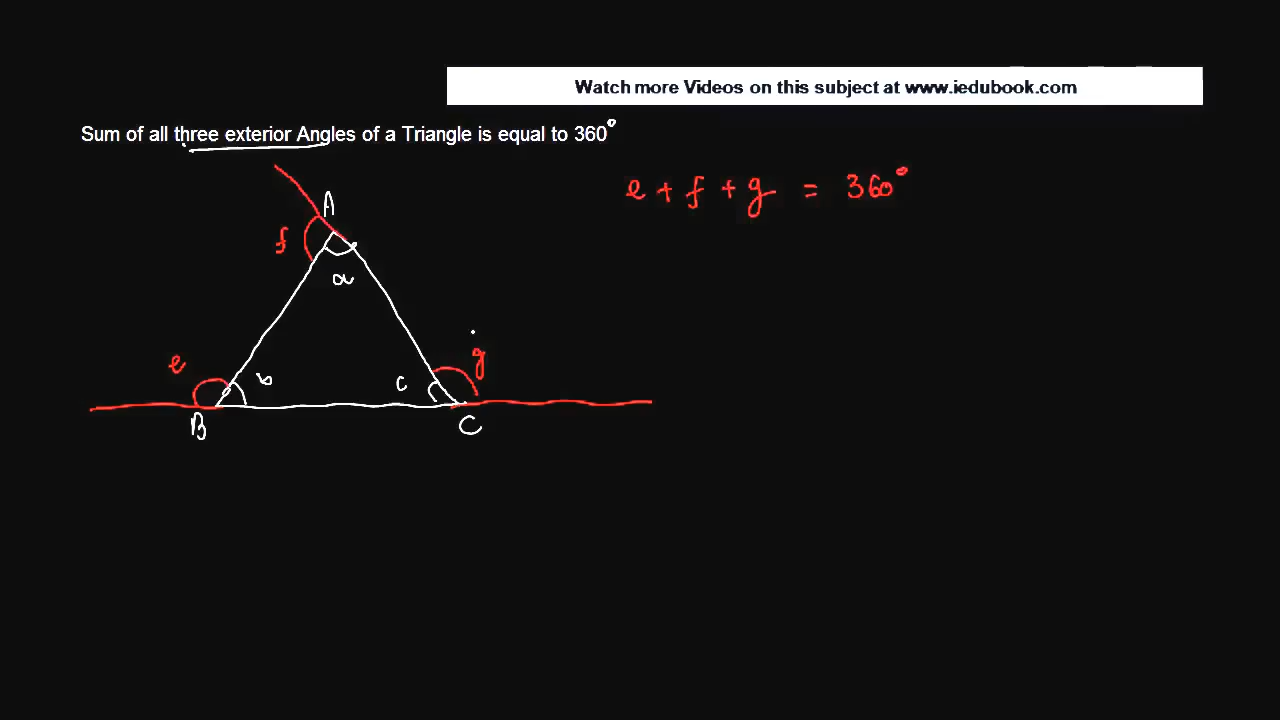 Watch more Videos on this subject at www.iedubook.com
Sum of all three exterior Angles of a Triangle is equal to 360°
e + f + g = 360°
A
f
a
e
b
c
g
B
C